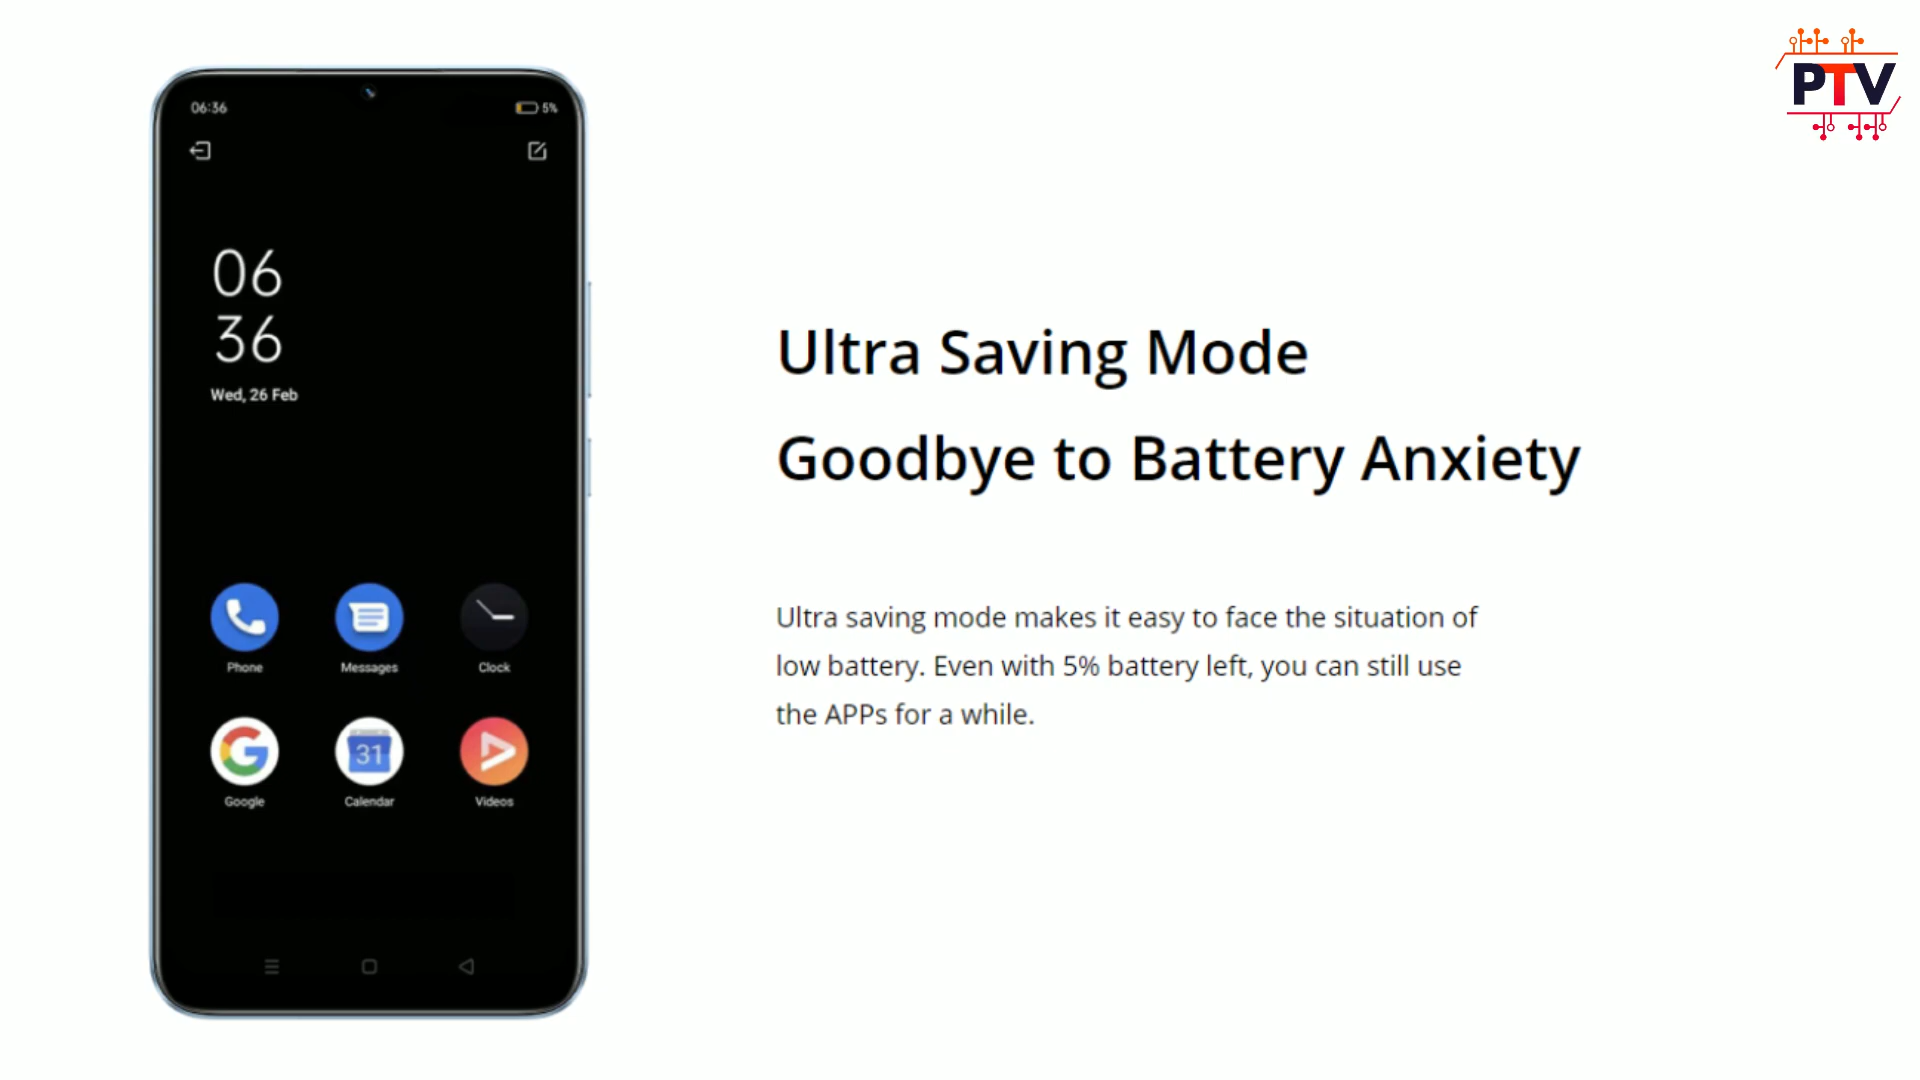 PTV
06:36
5%
06
36
Wed, 26 Feb
Phone
Messages
Clock
Google
31
Calendar
Videos
Ultra Saving Mode
Goodbye to Battery Anxiety
Ultra saving mode makes it easy to face the situation of
low battery. Even with 5% battery left, you can still use
the APPs for a while.